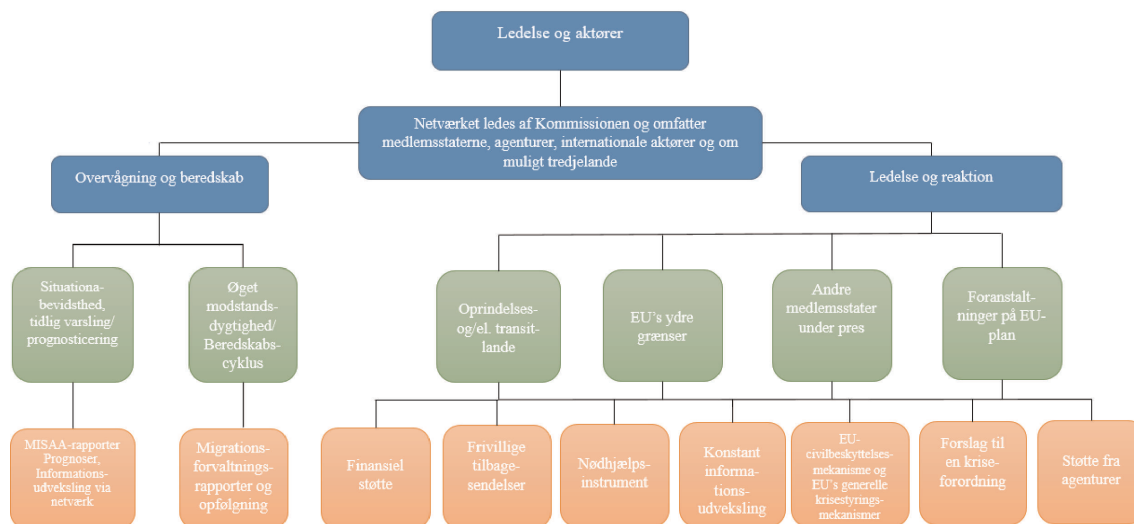 Ledelse og aktører
Netværket ledes af Kommissionen og omfatter
medlemsstaterne, agenturer, internationale aktører og om
muligt tredjelande
Overvågning og beredskab
Ledelse og reaktion
Situationa-
bevidsthed,
tidlig varsling/
prognosticering
Øget
modstands-
dygtighed/
Beredskabs-
cyklus
Oprindelses-
og/el. transit-
lande
EU's ydre
grænser
Andre
medlemsstater
under pres
Foranstalt-
ninger på EU-
plan
MISAA-rapporter
Prognoser,
Informations-
udveksling via
netværk
Migrations-
forvaltnings-
rapporter og
opfølgning
Finansiel
støtte
Frivillige
tilbage-
sendelser
Nødhjælps-
instrument
Konstant
informa-
tions-
udveksling
EU-
civilbeskyttelses-
mekanisme og
EU's generelle
krisestyrings-
mekanismer
Forslag til
en krise-
forordning
Støtte fra
agenturer